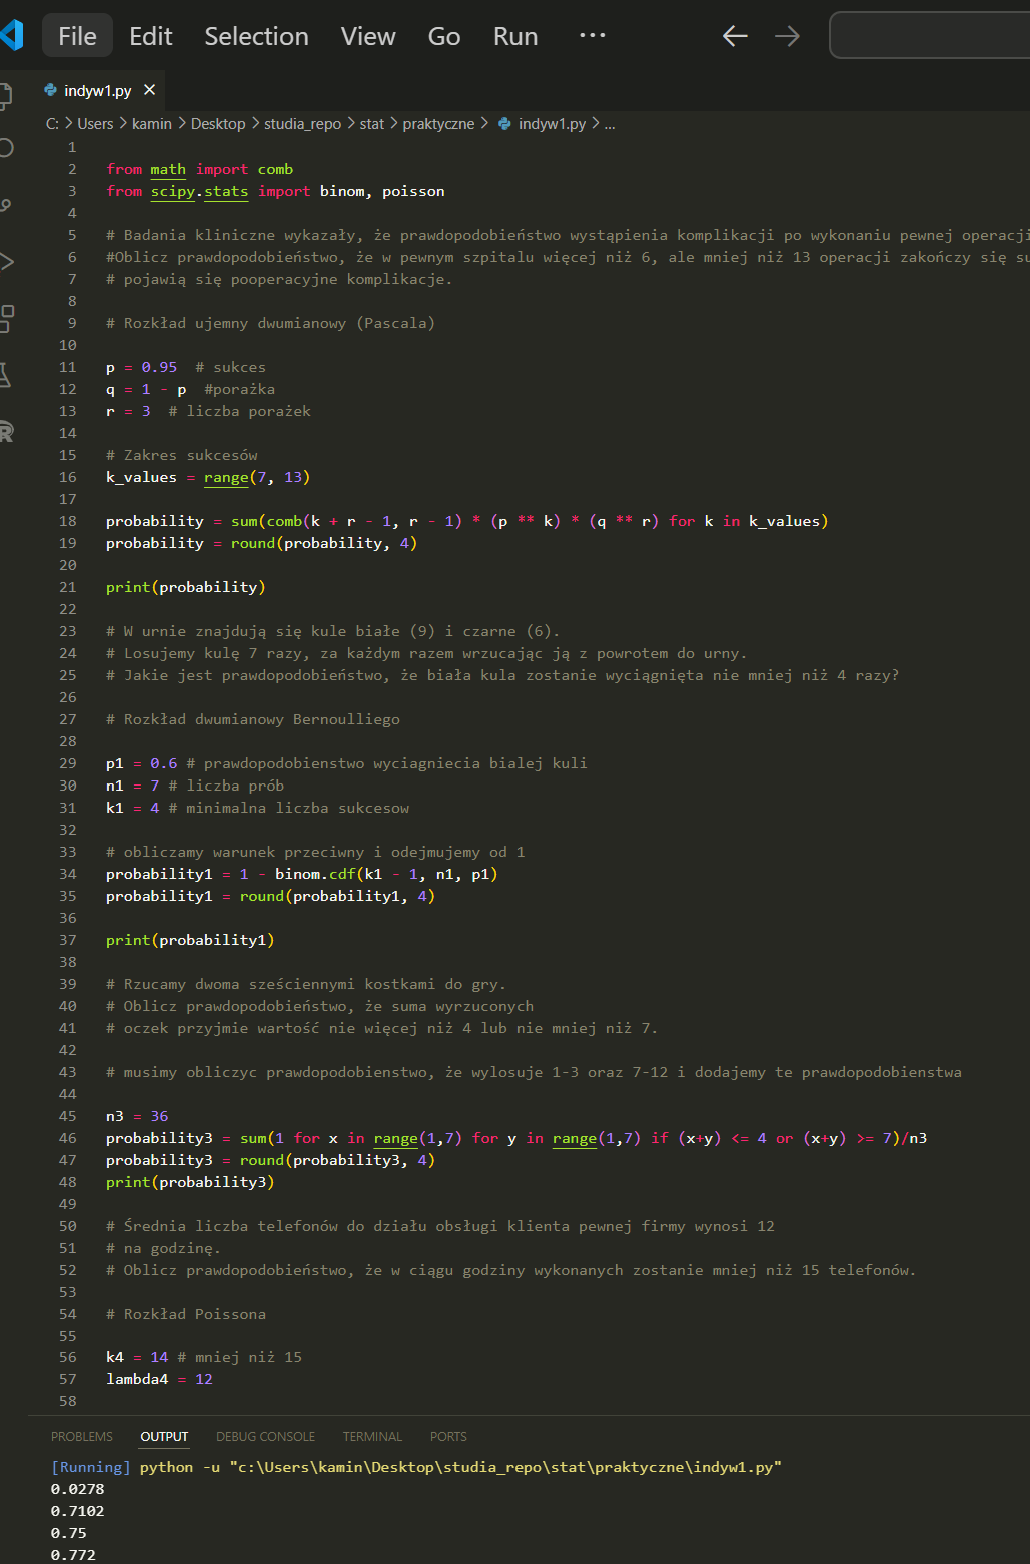 File Edit Selection View Go Run ...
indyw1.py ×
C: > Users > kamin > Desktop > studia_repo > stat > praktyczne > indyw1.py > ...
1
2 from math import comb
3 from scipy.stats import binom, poisson
4
5 # Badania kliniczne wykazały, że prawdopodobieństwo wystąpienia komplikacji po wykonaniu pewnej operacji
6 #Oblicz prawdopodobieństwo, że w pewnym szpitalu więcej niż 6, ale mniej niż 13 operacji zakończy się su
7 # pojawią się pooperacyjne komplikacje.
8
9 # Rozkład ujemny dwumianowy (Pascala)
10
11 p = 0.95  # sukces
12 q = 1 - p  #porażka
13 r = 3  # liczba porażek
14
15 # Zakres sukcesów
16 k_values = range(7, 13)
17
18 probability = sum(comb(k + r - 1, r - 1) * (p ** k) * (q ** r) for k in k_values)
19 probability = round(probability, 4)
20
21 print(probability)
22
23 # W urnie znajdują się kule białe (9) i czarne (6).
24 # Losujemy kulę 7 razy, za każdym razem wrzucając ją z powrotem do urny.
25 # Jakie jest prawdopodobieństwo, że biała kula zostanie wyciągnięta nie mniej niż 4 razy?
26
27 # Rozkład dwumianowy Bernoulliego
28
29 p1 = 0.6 # prawdopodobienstwo wyciagniecia bialej kuli
30 n1 = 7 # liczba prób
31 k1 = 4 # minimalna liczba sukcesow
32
33 # obliczamy warunek przeciwny i odejmujemy od 1
34 probability1 = 1 - binom.cdf(k1 - 1, n1, p1)
35 probability1 = round(probability1, 4)
36
37 print(probability1)
38
39 # Rzucamy dwoma sześciennymi kostkami do gry.
40 # Oblicz prawdopodobieństwo, że suma wyrzuconych
41 # oczek przyjmie wartość nie więcej niż 4 lub nie mniej niż 7.
42
43 # musimy obliczyc prawdopodobienstwo, że wylosuje 1-3 oraz 7-12 i dodajemy te prawdopodobienstwa
44
45 n3 = 36
46 probability3 = sum(1 for x in range(1,7) for y in range(1,7) if (x+y) <= 4 or (x+y) >= 7)/n3
47 probability3 = round(probability3, 4)
48 print(probability3)
49
50 # Średnia liczba telefonów do działu obsługi klienta pewnej firmy wynosi 12
51 # na godzinę.
52 # Oblicz prawdopodobieństwo, że w ciągu godziny wykonanych zostanie mniej niż 15 telefonów.
53
54 # Rozkład Poissona
55
56 k4 = 14 # mniej niż 15
57 lambda4 = 12
58
PROBLEMS OUTPUT DEBUG CONSOLE TERMINAL PORTS
[Running] python -u "c:\Users\kamin\Desktop\studia_repo\stat\praktyczne\indyw1.py"
0.0278
0.7102
0.75
0.772